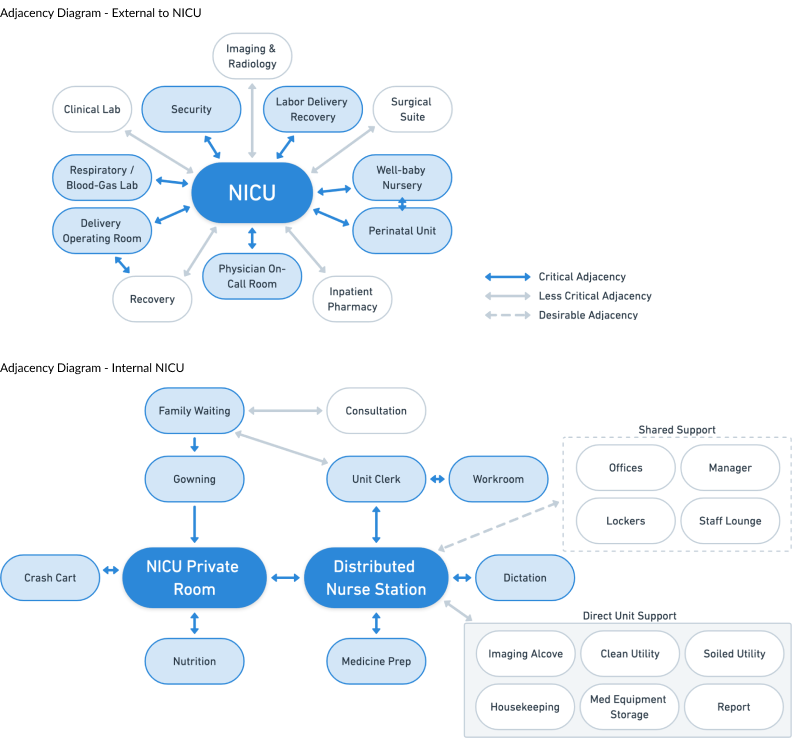 Adjacency Diagram - External to NICU
Imaging &
Radiology
Clinical Lab
Security
Labor Delivery
Recovery
Surgical
Suite
Respiratory /
Blood-Gas Lab
NICU
Well-baby
Nursery
Delivery
Operating Room
Perinatal Unit
Physician On-
Call Room
Recovery
Inpatient
Pharmacy
Critical Adjacency
Less Critical Adjacency
Desirable Adjacency
Adjacency Diagram - Internal NICU
Family Waiting
Consultation
Shared Support
Gowning
Unit Clerk
Workroom
Offices
Manager
Lockers
Staff Lounge
Crash Cart
NICU Private
Room
Distributed
Nurse Station
Dictation
Direct Unit Support
Nutrition
Medicine Prep
Imaging Alcove
Clean Utility
Soiled Utility
Housekeeping
Med Equipment
Storage
Report